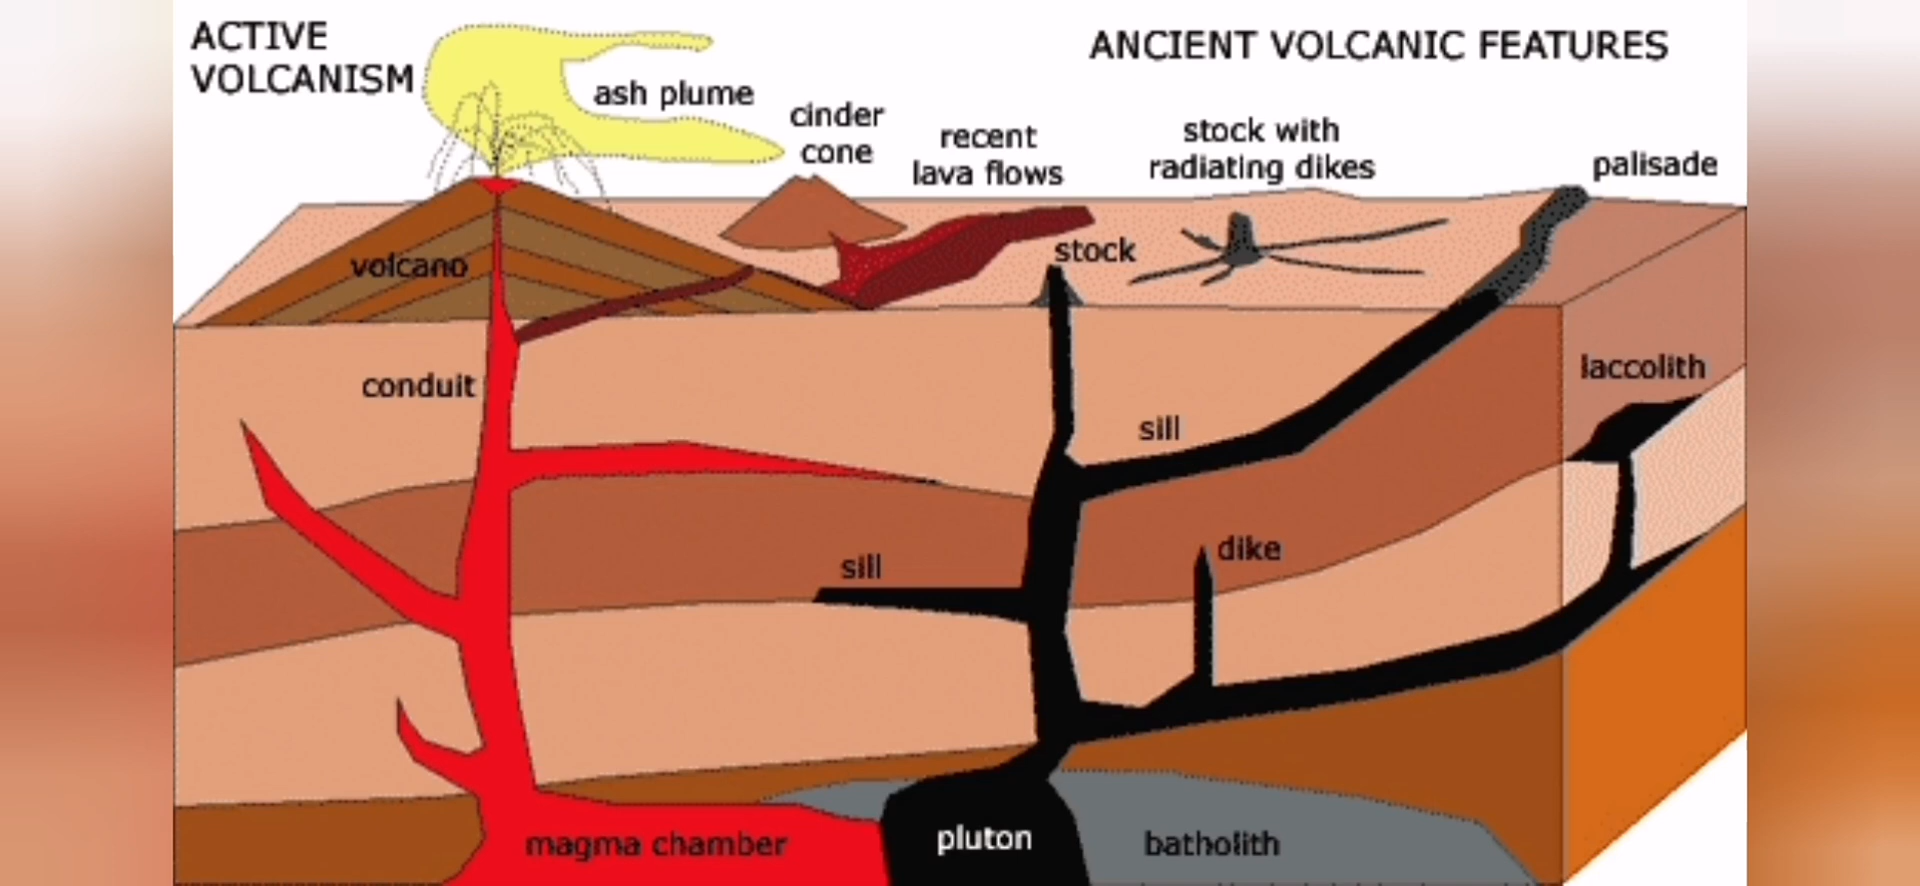 ACTIVE
VOLCANISM
ANCIENT VOLCANIC FEATURES
ash plume
cinder
cone
recent
lava flows
stock with
radiating dikes
palisade
volcano
stock
conduit
laccolith
sill
sill
dike
magma chamber
pluton
batholith